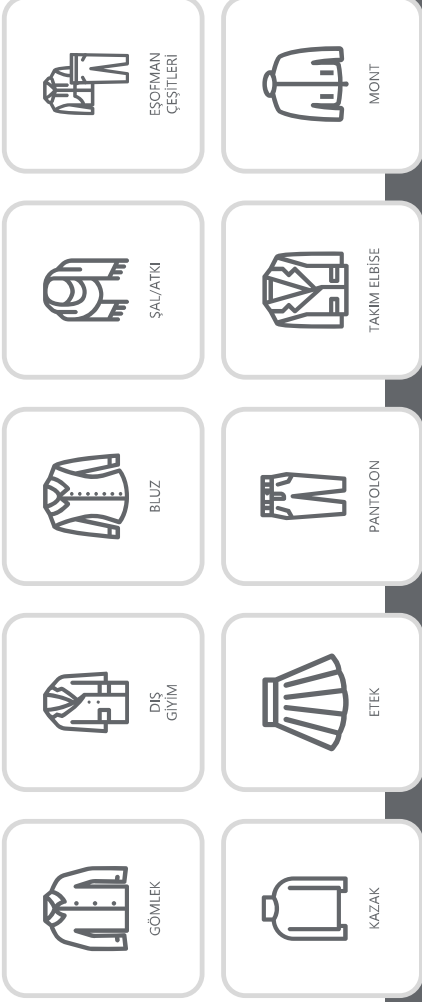 GÖMLEK
DIŞ
GİYİM
BLUZ
ŞAL/ATKI
EŞOFMAN
ÇEŞİTLERİ
KAZAK
ETEK
PANTOLON
TAKIM ELBİSE
MONT